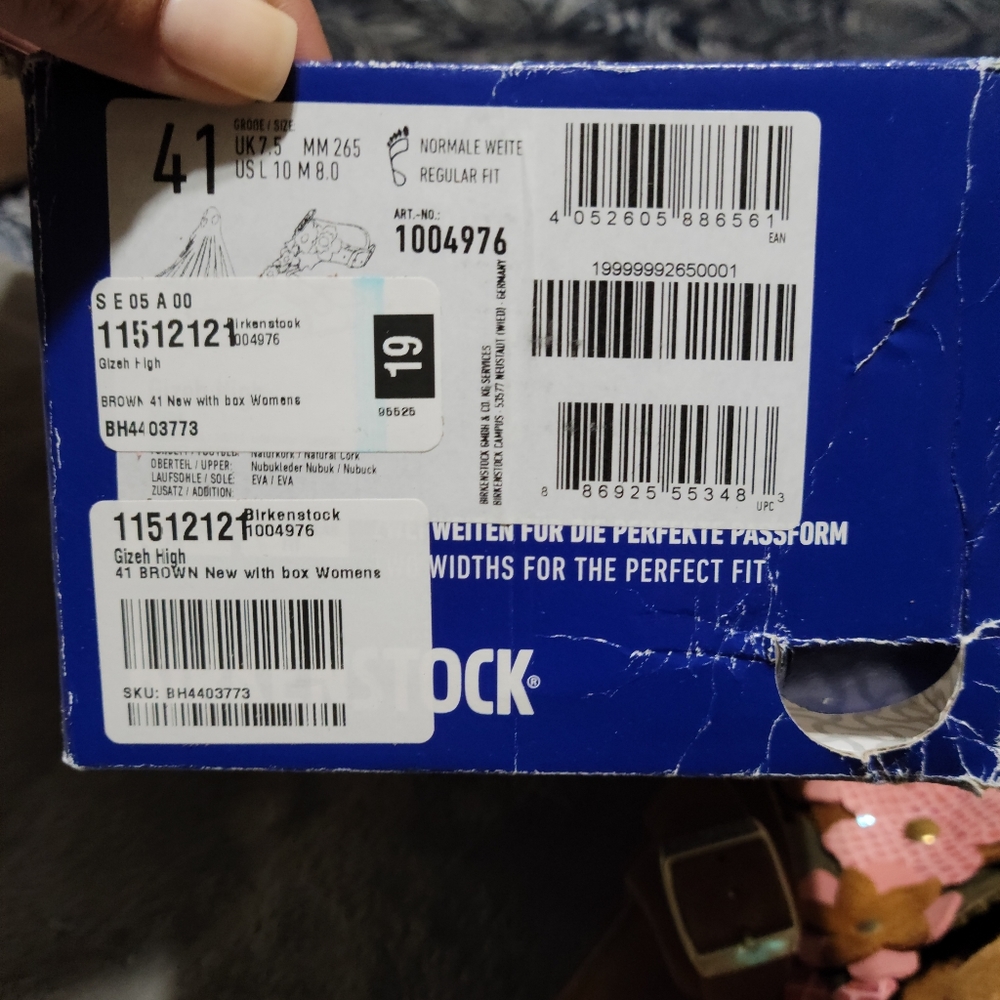 41
GRÖßE / SIZE
UK 7.5 MM 265
US L 10 M 8.0
NORMALE WEITE
REGULAR FIT
ART.-NO.:
1004976
4 052605 886561
EAN
19999992650001
8 86925 55348 3
UPC
BIRKENSTOCK GMBH & CO. KG SERVICES
BIRKENSTOCK CAMPUS · 53577 NEUSTADT (WIED) · GERMANY
S E 05 A 00
11512121 Birkenstock
1004976
Gizeh High
BROWN 41 New with box Womens
BH4403773
19
95525
Naturkork / Natural Cork
OBERTEIL / UPPER: Nubukleder Nubuk / Nubuck
LAUFSOHLE / SOLE: EVA / EVA
ZUSATZ / ADDITION:
11512121 Birkenstock
1004976
Gizeh High
41 BROWN New with box Womens
SKU: BH4403773
WEITEN FÜR DIE PERFEKTE PASSFORM
WIDTHS FOR THE PERFECT FIT
STOCK®